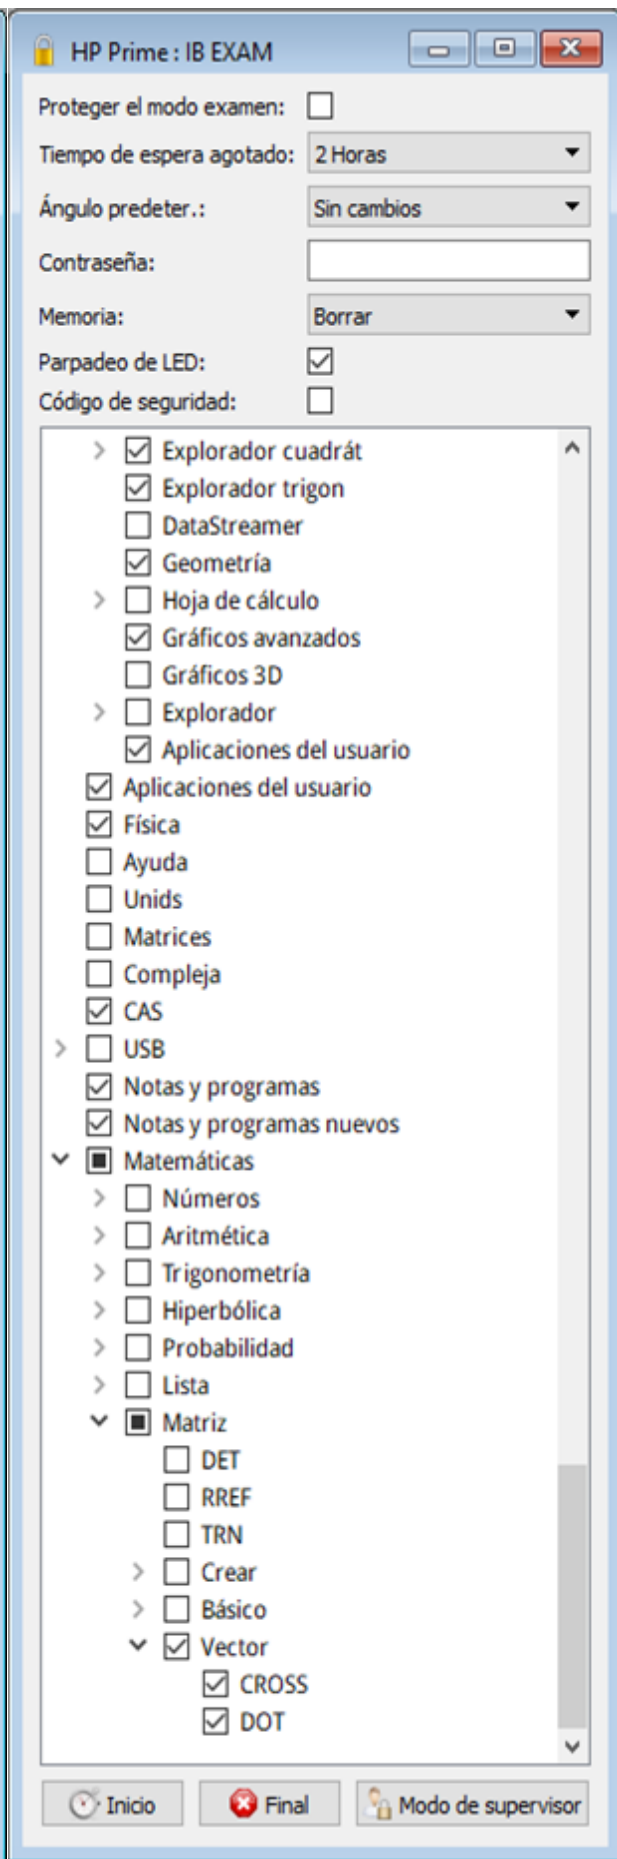 HP Prime : IB EXAM
Proteger el modo examen:
Tiempo de espera agotado: 2 Horas
Ángulo predeter.: Sin cambios
Contraseña:
Memoria: Borrar
Parpadeo de LED:
Código de seguridad:
Explorador cuadrát
Explorador trigon
DataStreamer
Geometría
Hoja de cálculo
Gráficos avanzados
Gráficos 3D
Explorador
Aplicaciones del usuario
Aplicaciones del usuario
Física
Ayuda
Unids
Matrices
Compleja
CAS
USB
Notas y programas
Notas y programas nuevos
Matemáticas
Números
Aritmética
Trigonometría
Hiperbólica
Probabilidad
Lista
Matriz
DET
RREF
TRN
Crear
Básico
Vector
CROSS
DOT
Inicio Final Modo de supervisor